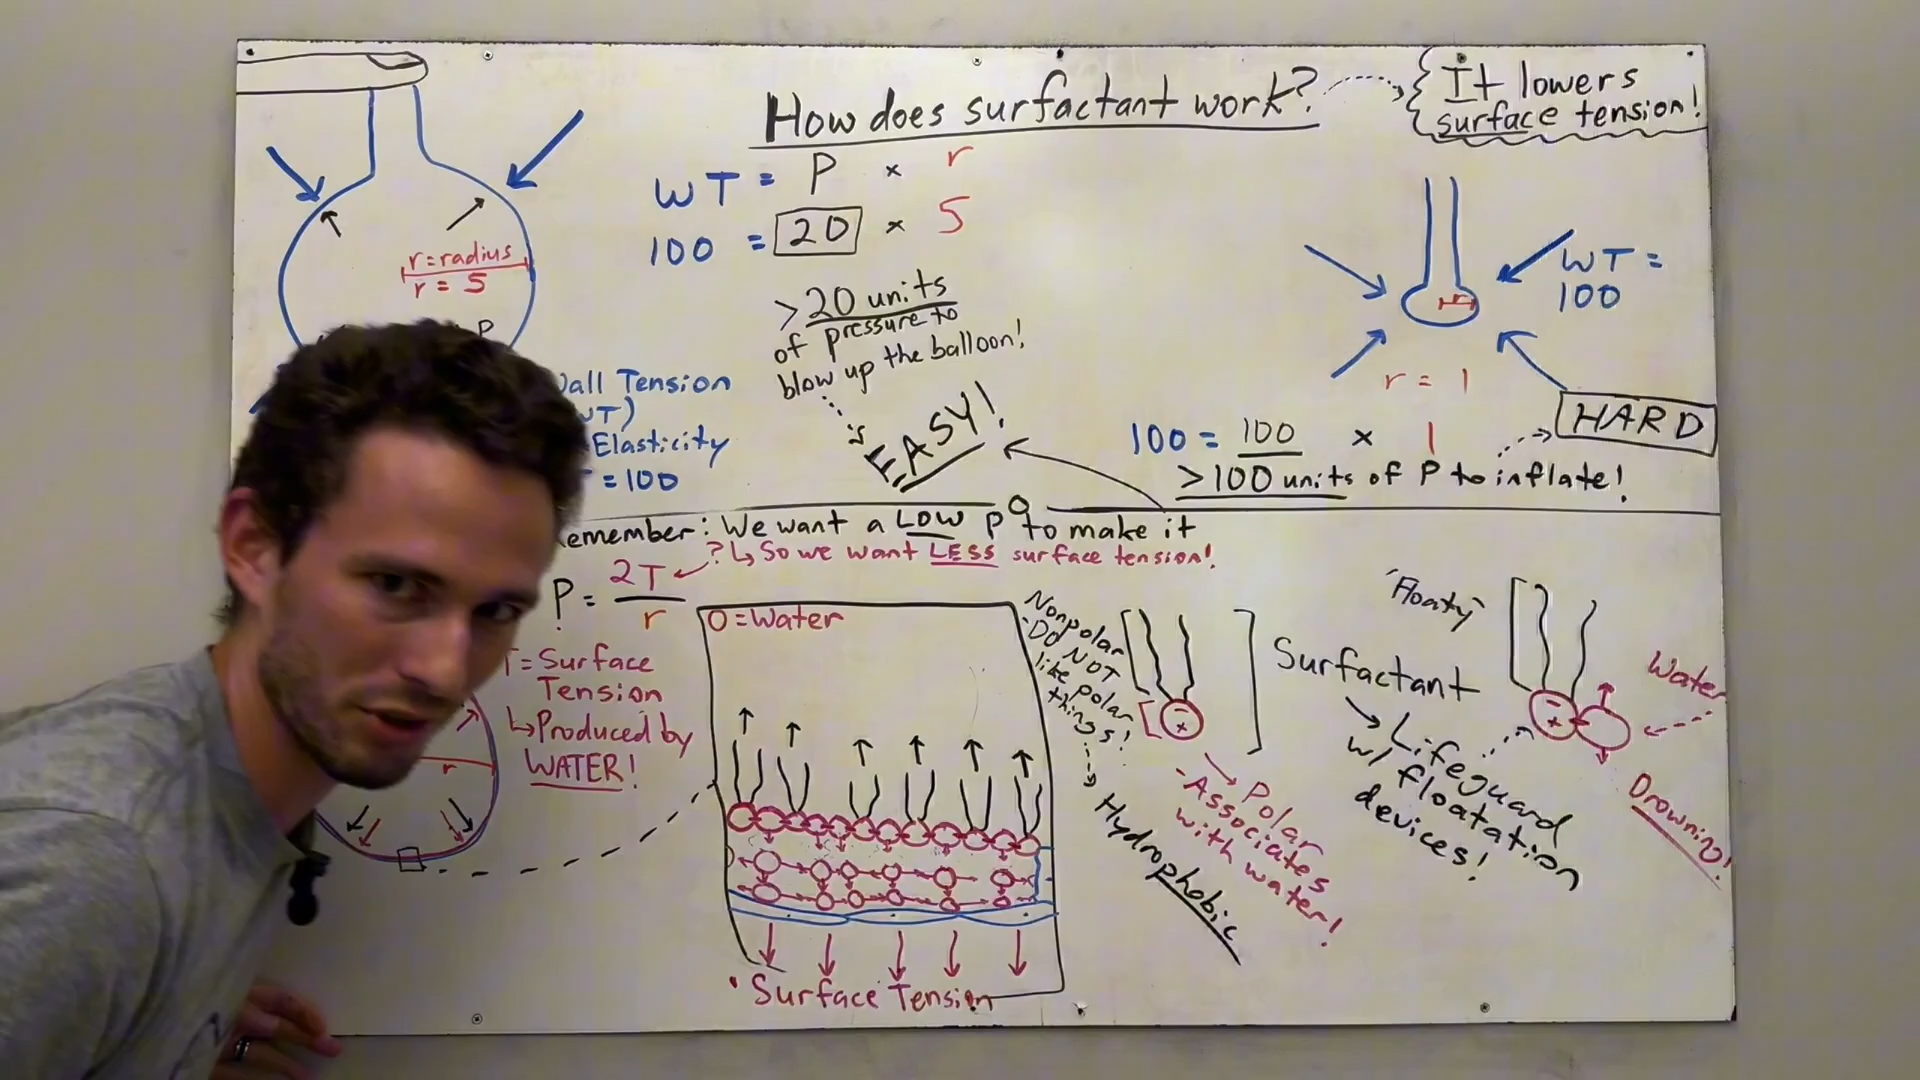 How does surfactant work?
It lowers
surface tension!
WT = P × r
100 = 20 × 5
r=radius
r = 5
P
>20 units
of pressure to
blow up the balloon!
is
EASY!
Wall Tension
WT)
Elasticity
= 100
r
WT =
100
r = 1
HARD
100 = 100 × 1
>100 units of P to inflate!
Remember: We want a LOW P to make it
? ↳ So we want LESS surface tension!
P = 2T
r
T = Surface
Tension
↳ Produced by
WATER!
r
O = Water
Surface Tension
Nonpolar
- DO NOT
like polar
things!
Hydrophobic
- +
Polar
- Associates
with water!
Surfactant
Lifeguard
w/ floatation
devices!
"Floaty"
- +
Water
Drowning!